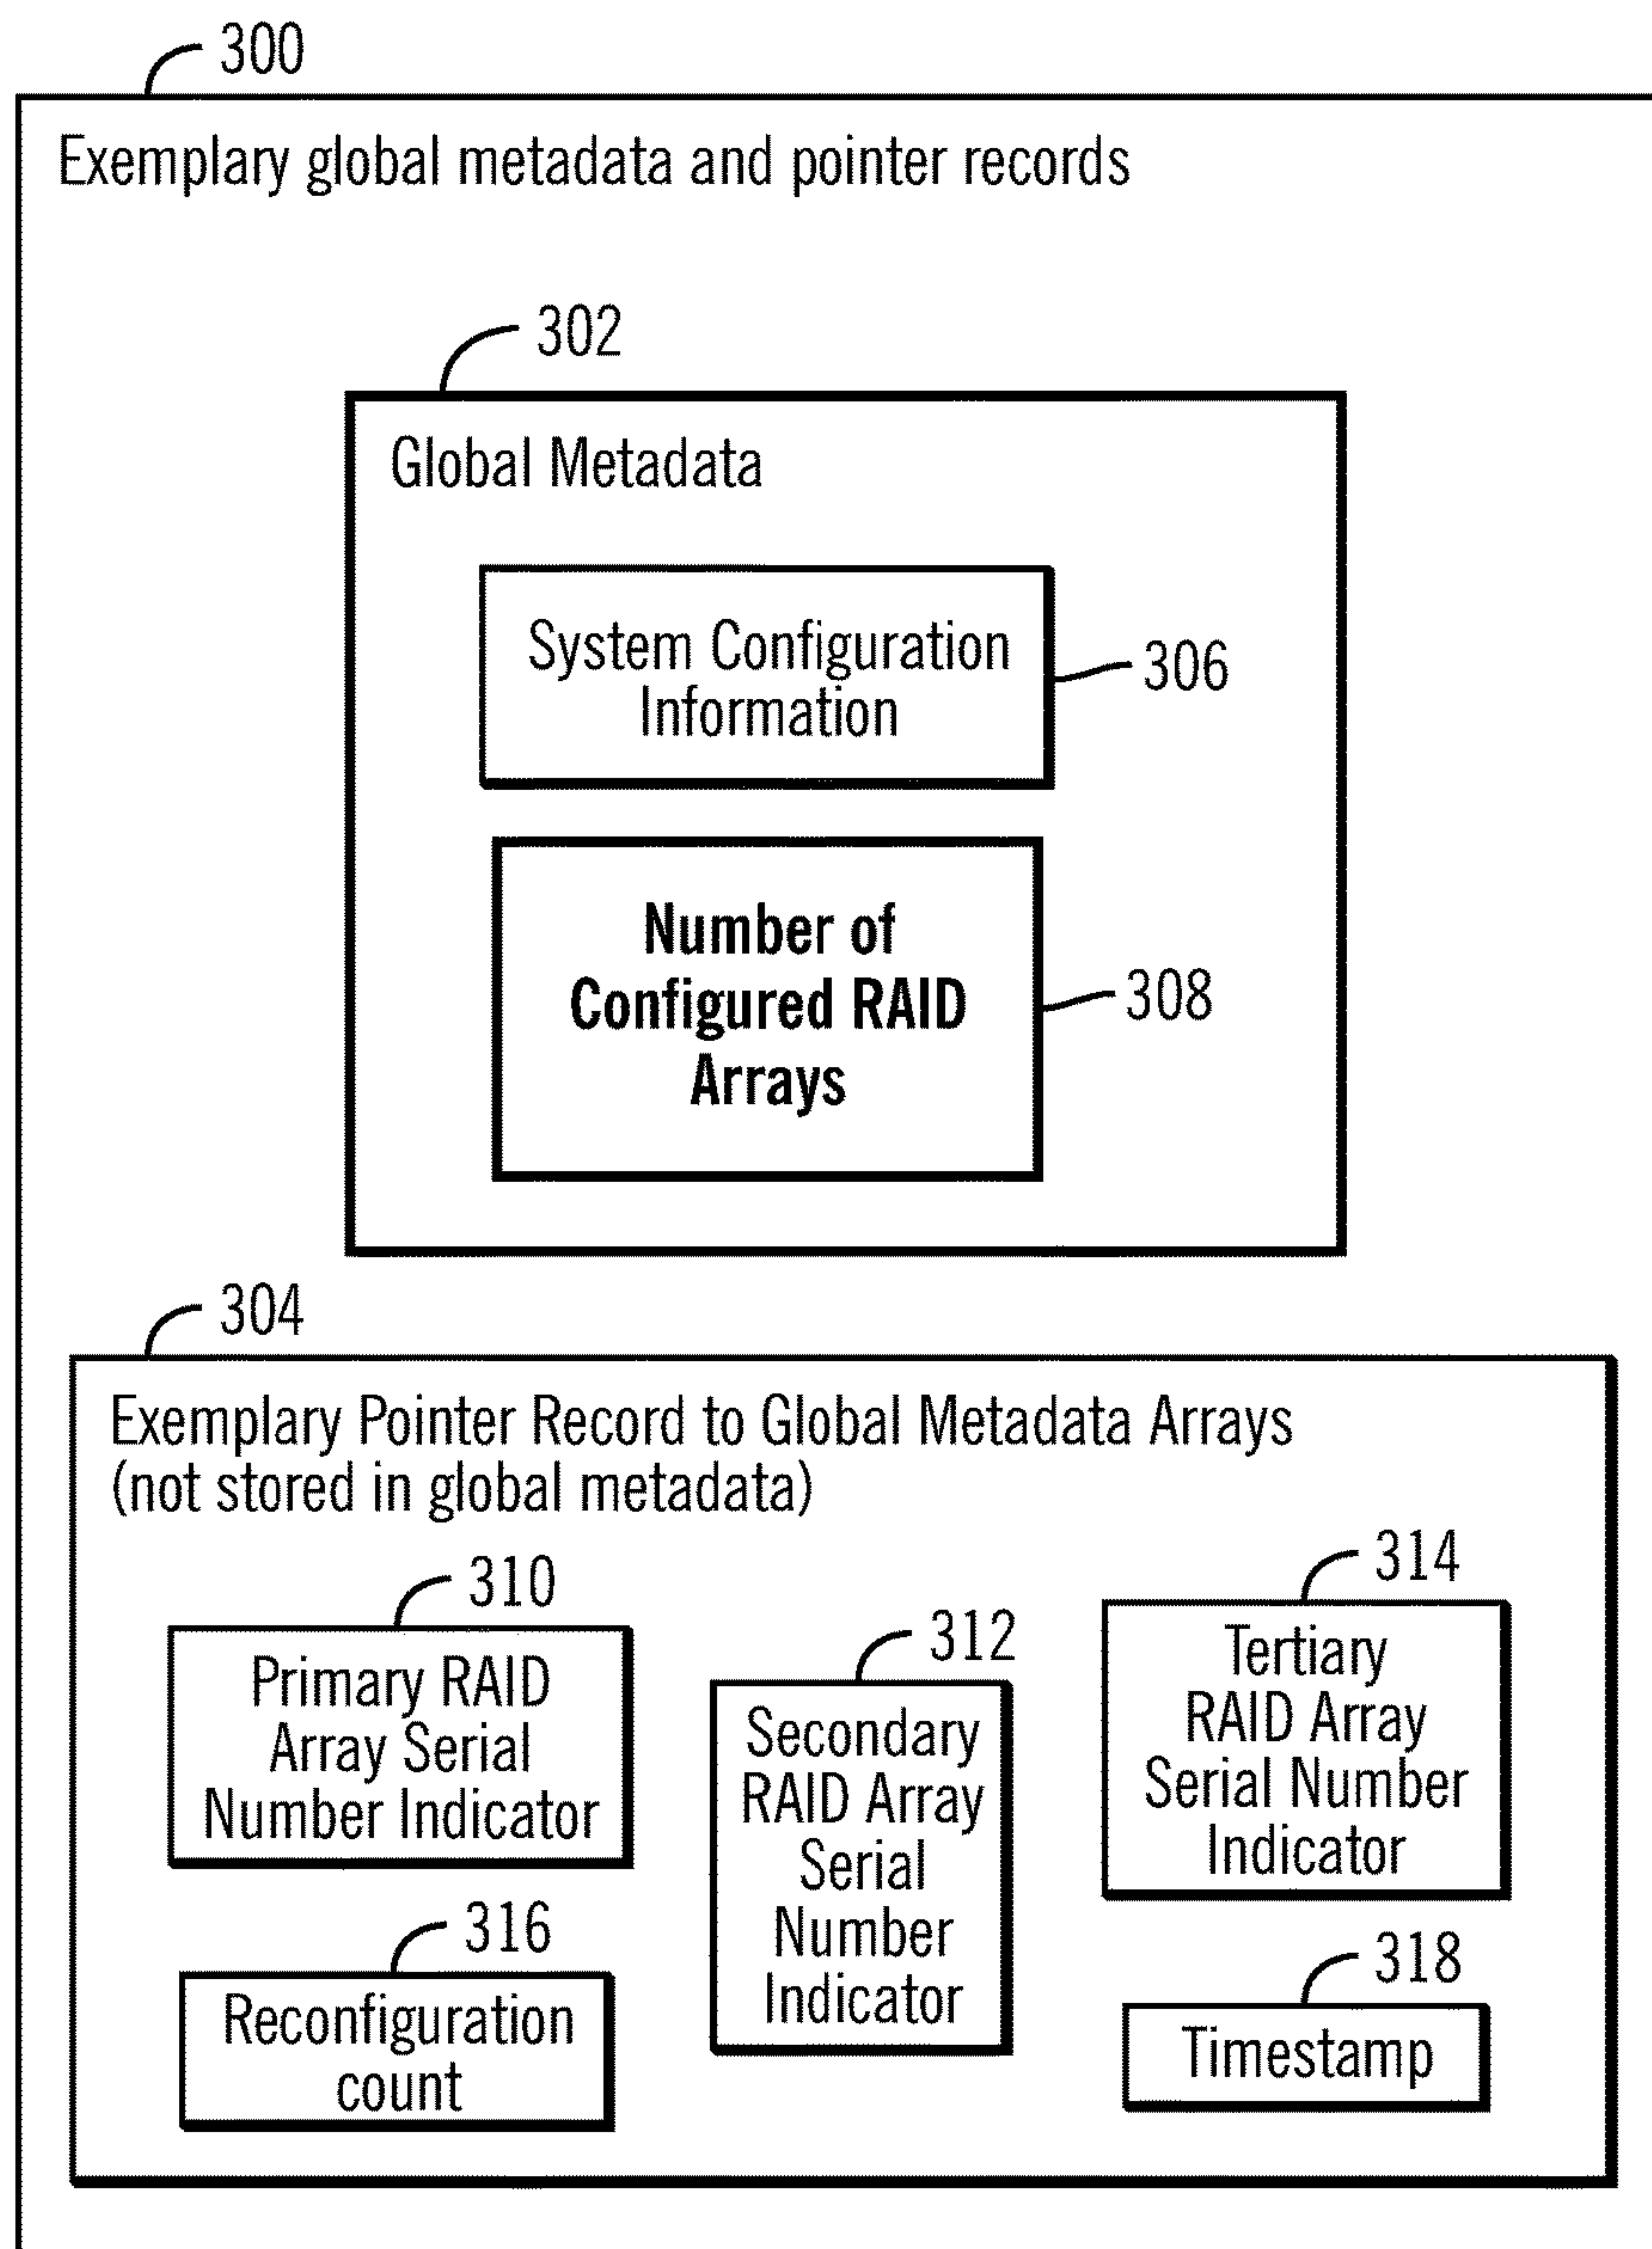 300
Exemplary global metadata and pointer records
302
Global Metadata
System Configuration
Information
306
Number of
Configured RAID
Arrays
308
304
Exemplary Pointer Record to Global Metadata Arrays
(not stored in global metadata)
310
Primary RAID
Array Serial
Number Indicator
312
Secondary
RAID Array
Serial
Number
Indicator
314
Tertiary
RAID Array
Serial Number
Indicator
316
Reconfiguration
count
318
Timestamp